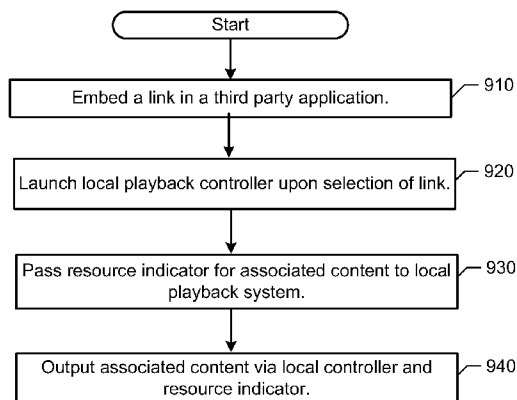 Start
Embed a link in a third party application.
910
Launch local playback controller upon selection of link.
920
Pass resource indicator for associated content to local
playback system.
930
Output associated content via local controller and
resource indicator.
940